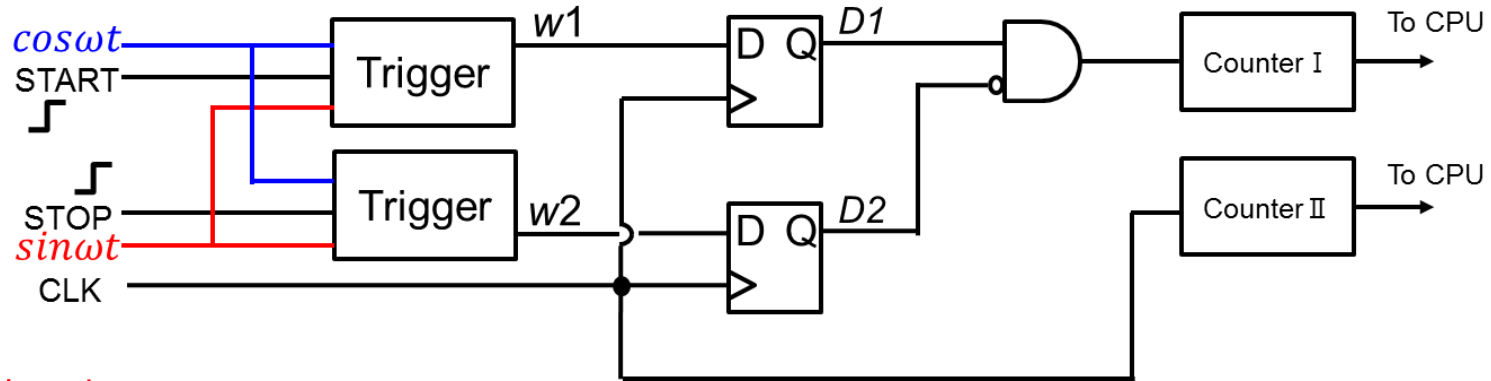 cosωt
START
STOP
sinωt
CLK
Trigger
Trigger
w1
w2
D Q
D Q
D1
D2
Counter Ⅰ
Counter Ⅱ
To CPU
To CPU